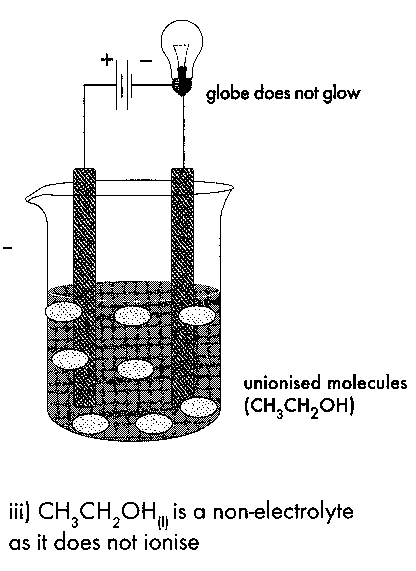 + −
globe does not glow
−
unionised molecules
(CH₃CH₂OH)
iii) CH₃CH₂OH₍ₗ₎ is a non-electrolyte
as it does not ionise